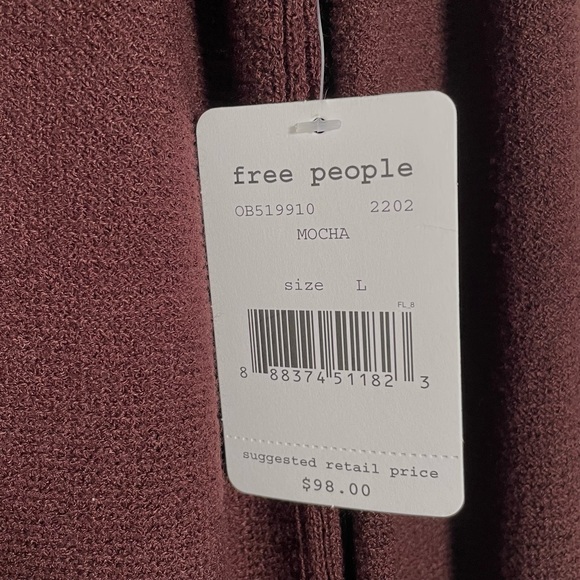 free people
OB519910 2202
MOCHA
size L
FL_8
8 88374 51182 3
suggested retail price
$98.00